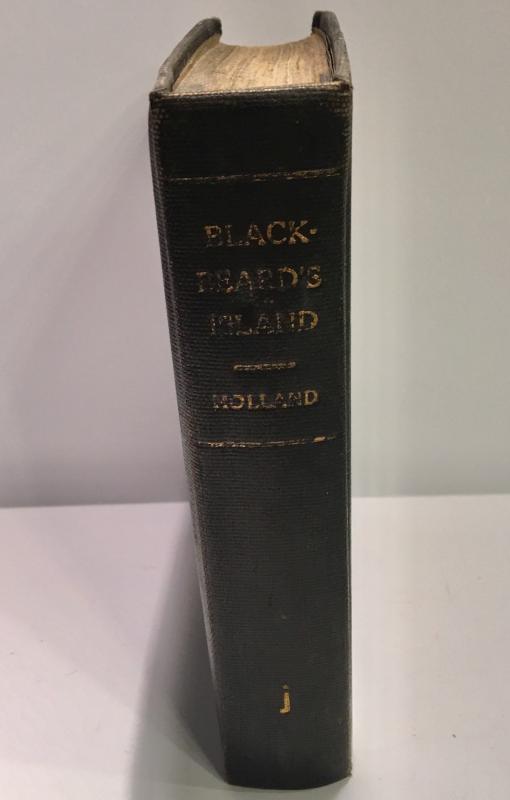 BLACK-
BEARD'S
ISLAND
HOLLAND
j